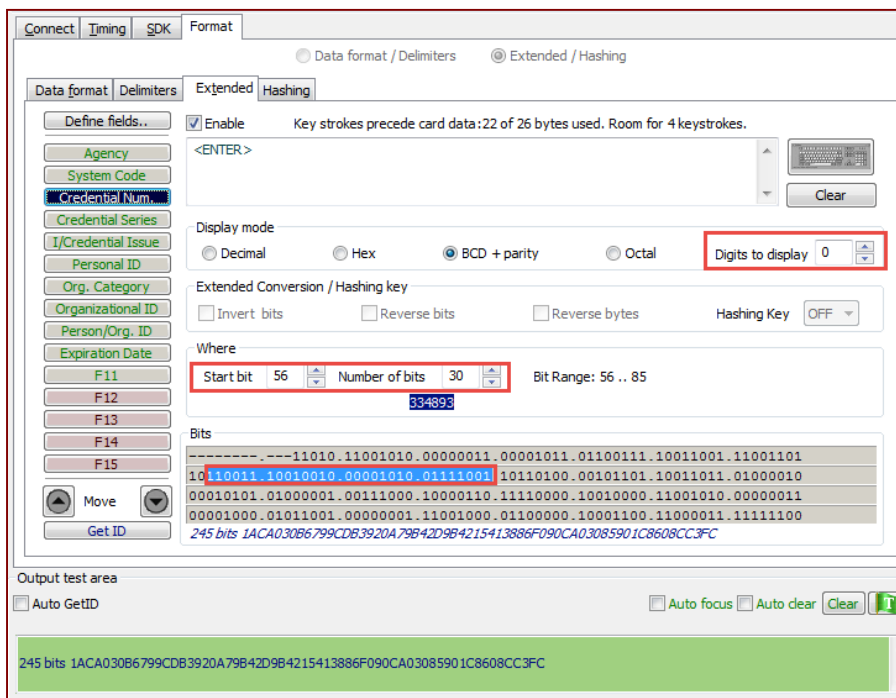 Connect Timing SDK Format
Data format / Delimiters Extended / Hashing
Data format Delimiters Extended Hashing
Define fields.. Enable Key strokes precede card data:22 of 26 bytes used. Room for 4 keystrokes.
<ENTER>
Agency
System Code
Credential Num. Clear
Credential Series
Display mode
I/Credential Issue
Decimal Hex BCD + parity Octal Digits to display 0
Personal ID
Org. Category
Extended Conversion / Hashing key
Organizational ID
Invert bits Reverse bits Reverse bytes Hashing Key OFF
Person/Org. ID
Expiration Date
Where
F11
Start bit 56 Number of bits 30 Bit Range: 56 .. 85
F12
334893
F13
F14
Bits
F15
--------.---11010.11001010.00000011.00001011.01100111.10011001.11001101
10110011.10010010.00001010.01111001.10110100.00101101.10011011.01000010
Move
00010101.01000001.00111000.10000110.11110000.10010000.11001010.00000011
00001000.01011001.00000001.11001000.01100000.10001100.11000011.11111100
Get ID
245 bits 1ACA030B6799CDB3920A79B42D9B4215413886F090CA03085901C8608CC3FC
Output test area
Auto GetID Auto focus Auto clear Clear T
245 bits 1ACA030B6799CDB3920A79B42D9B4215413886F090CA03085901C8608CC3FC